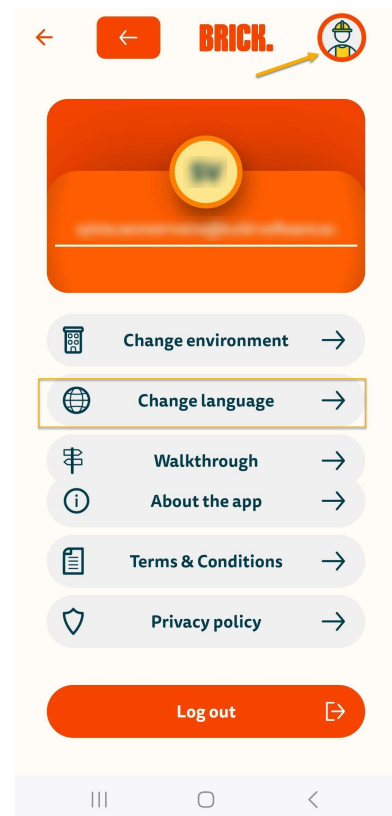 BRICK.
Change environment
Change language
Walkthrough
About the app
Terms & Conditions
Privacy policy
Log out